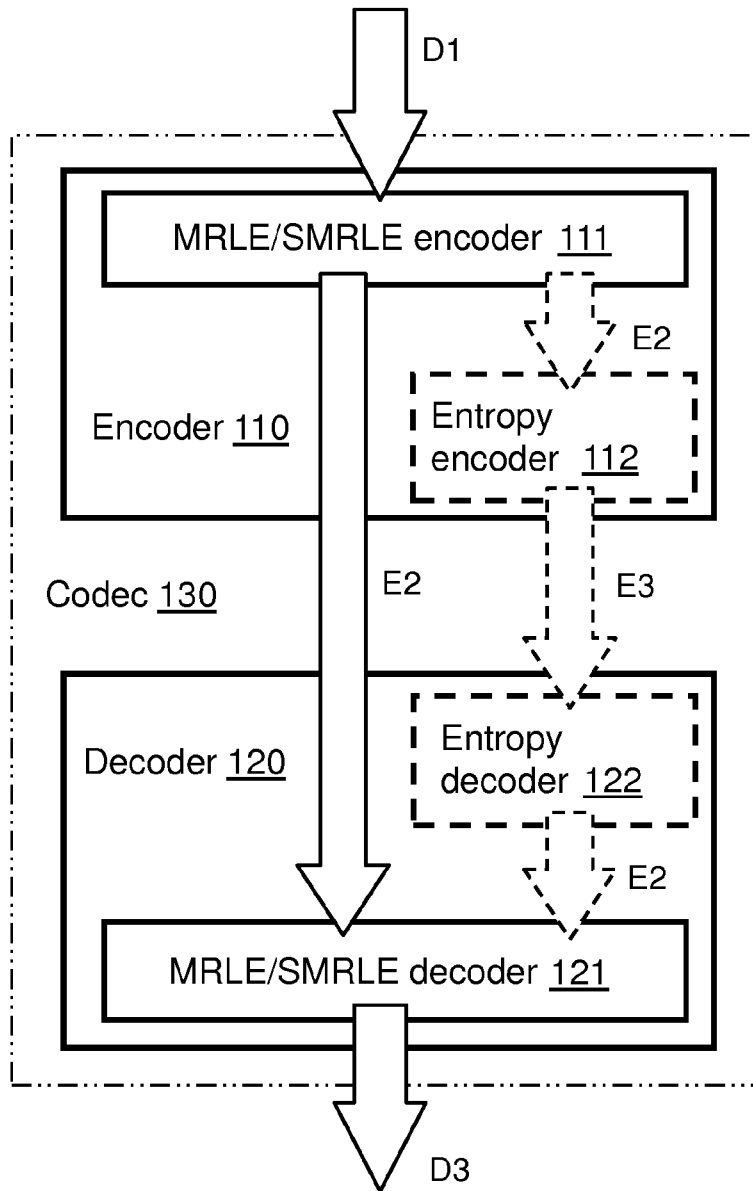 D1
MRLE/SMRLE encoder 111
E2
Encoder 110
Entropy
encoder 112
Codec 130
E2
E3
Decoder 120
Entropy
decoder 122
E2
MRLE/SMRLE decoder 121
D3